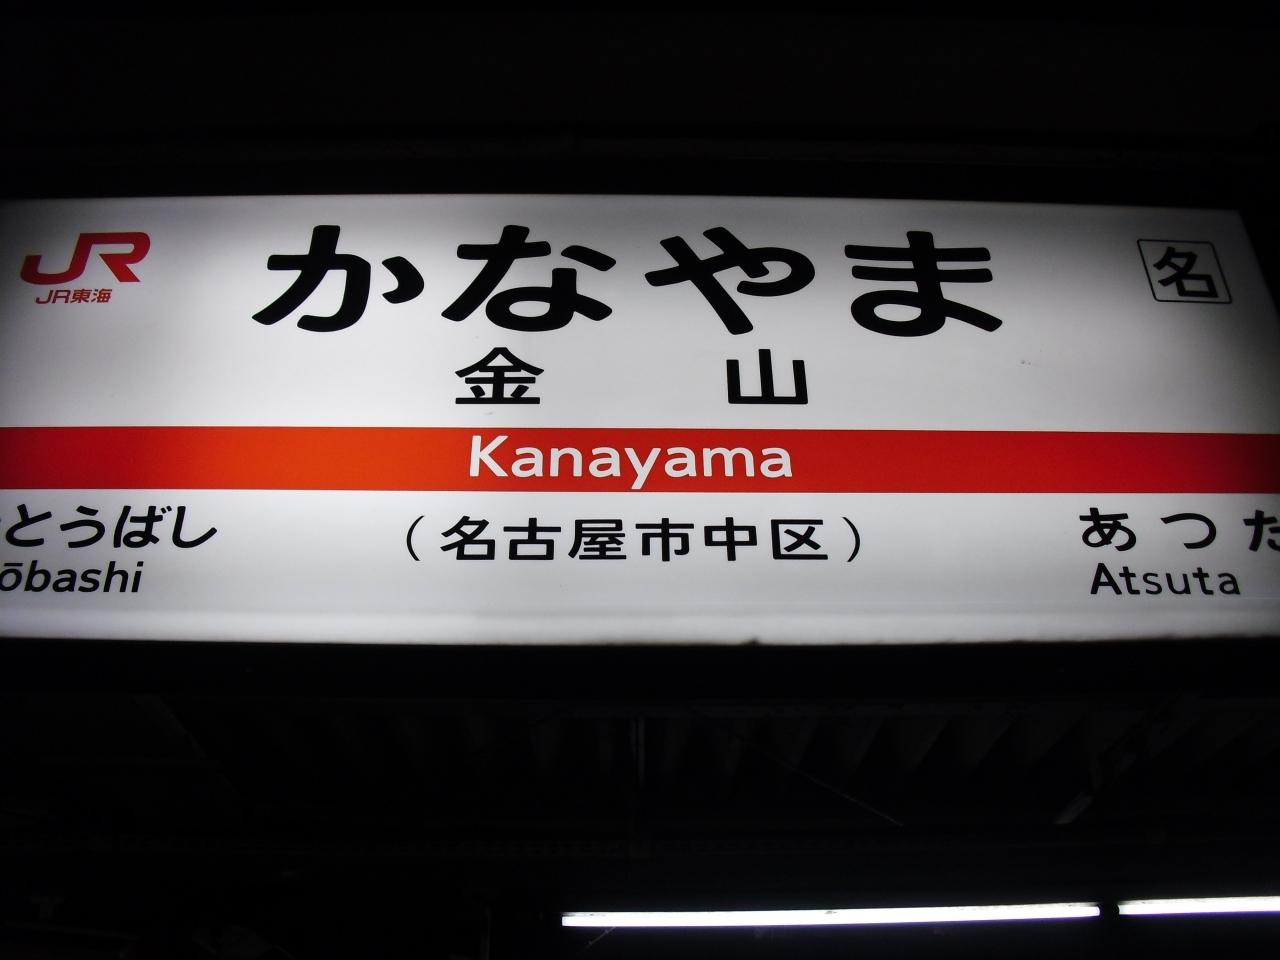 JR
JR東海
かなやま
名
金山
Kanayama
とうばし
(名古屋市中区)
あつた
ōbashi
Atsuta